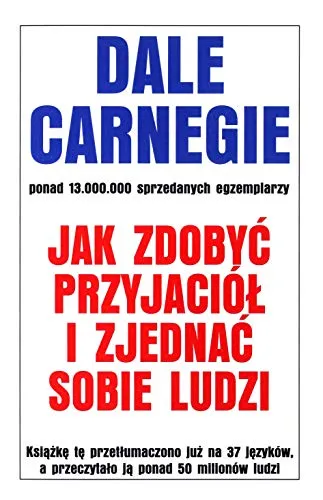 DALE
CARNEGIE
ponad 13.000.000 sprzedanych egzemplarzy
JAK ZDOBYĆ
PRZYJACIÓŁ
I ZJEDNAĆ
SOBIE LUDZI
Książkę tę przetłumaczono już na 37 języków,
a przeczytało ją ponad 50 milionów ludzi